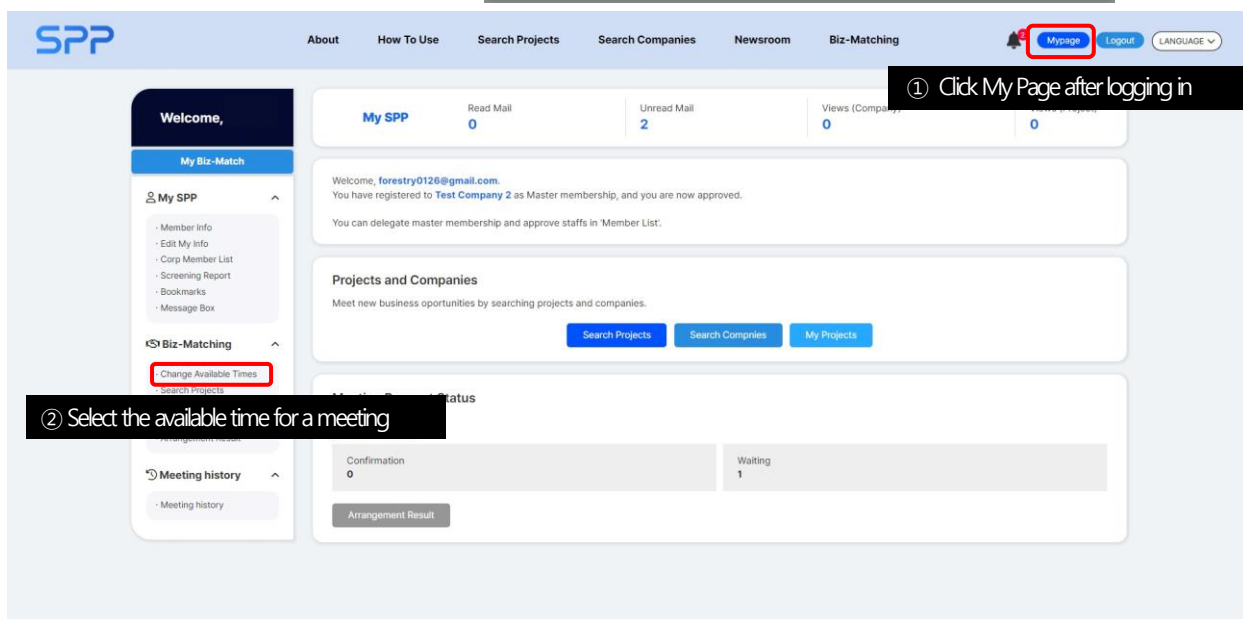 SPP
About How To Use Search Projects Search Companies Newsroom Biz-Matching
Mypage Logout LANGUAGE
① Click My Page after logging in
Welcome,
My Biz-Match
My SPP
· Member Info
· Edit My Info
· Corp Member List
· Screening Report
· Bookmarks
· Message Box
Biz-Matching
· Change Available Times
· Search Projects
② Select the available time for a meeting
· Arrangement Result
Meeting history
· Meeting history
My SPP
Read Mail
0
Unread Mail
2
Views (Company)
0
0
Welcome, forestry0126@gmail.com.
You have registered to Test Company 2 as Master membership, and you are now approved.
You can delegate master membership and approve staffs in 'Member List'.
Projects and Companies
Meet new business oportunities by searching projects and companies.
Search Projects Search Compnies My Projects
Status
Confirmation
0
Waiting
1
Arrangement Result